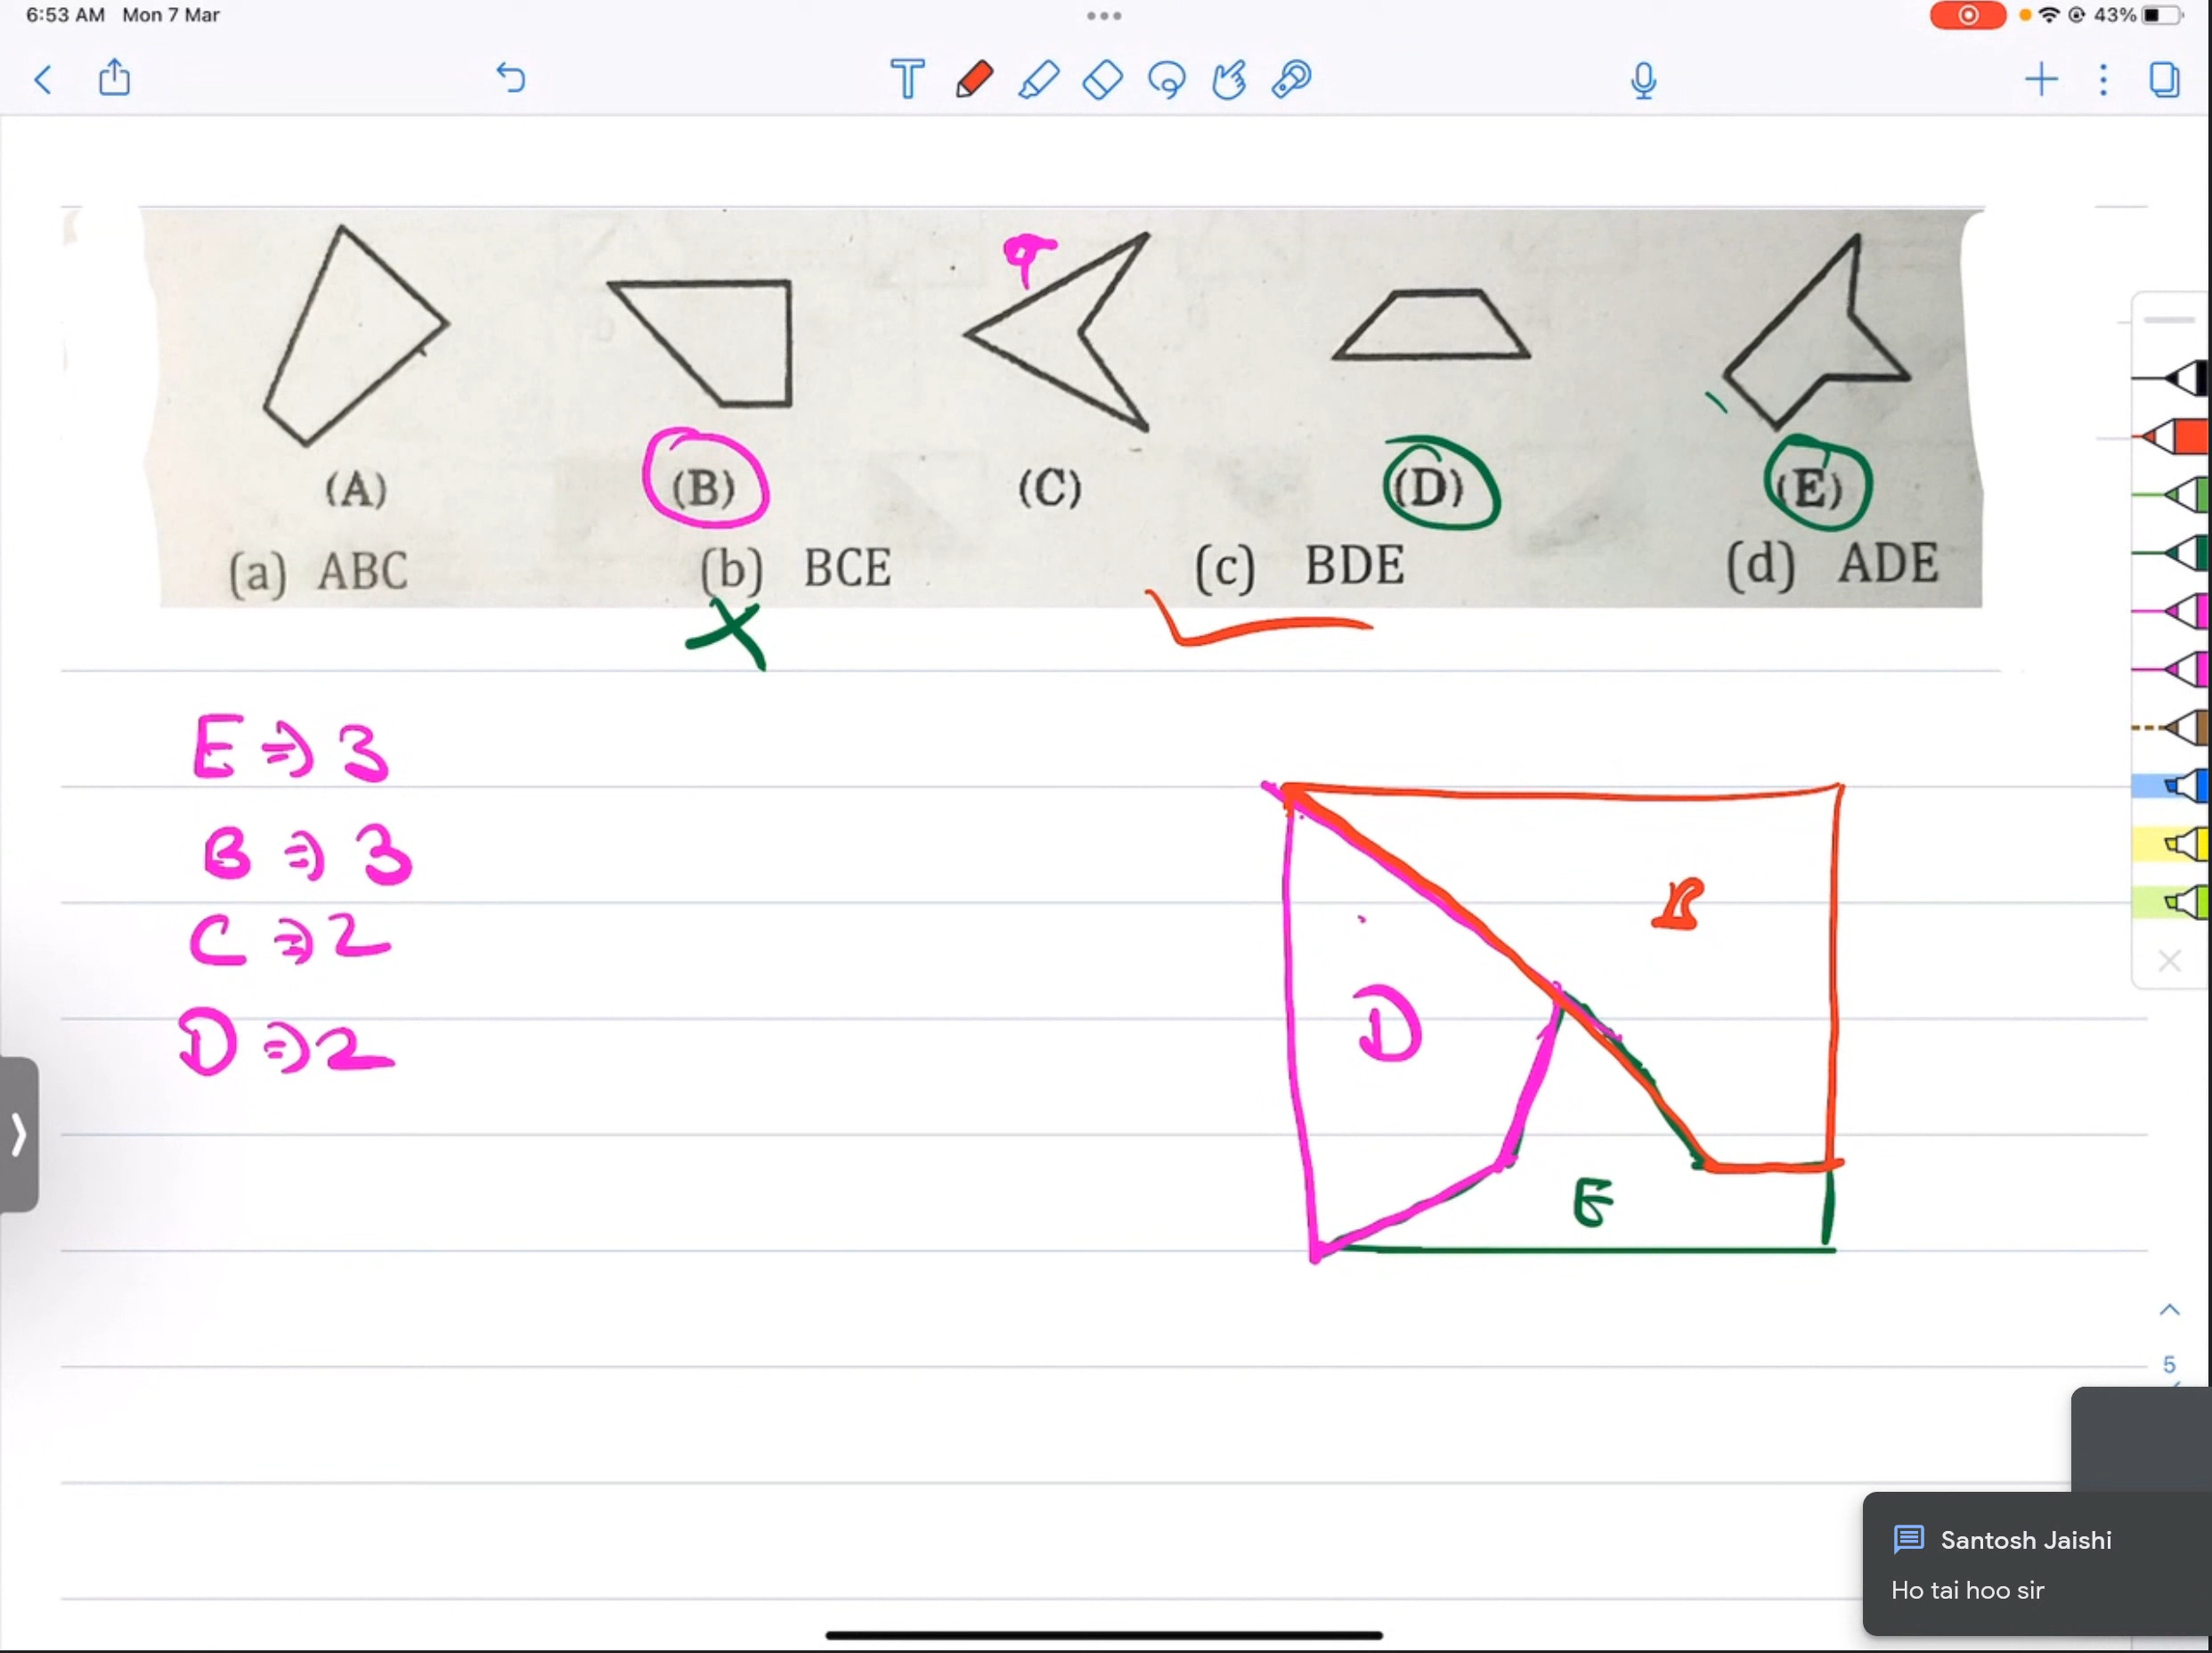 6:53 AM Mon 7 Mar
43%
T
(A) (B) (C) (D) (E)
(a) ABC (b) BCE (c) BDE (d) ADE
E ⇒ 3
B ⇒ 3
C ⇒ 2
D ⇒ 2
B
D
E
5
Santosh Jaishi
Ho tai hoo sir